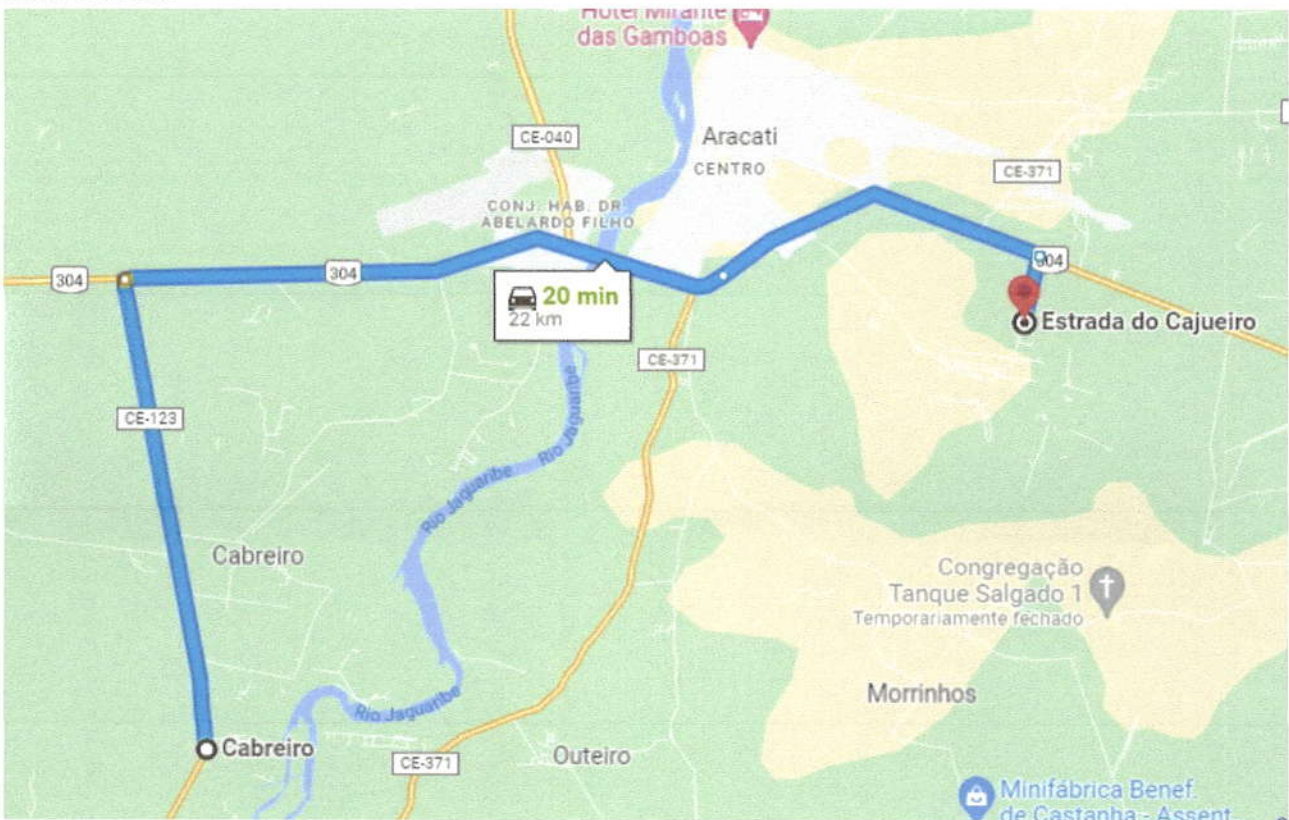 Hotel Mirante
das Gamboas
CE-040
Aracati
CENTRO
CE-371
CONJ. HAB. DR.
ABELARDO FILHO
304
304
304
20 min
22 km
Estrada do Cajueiro
CE-371
CE-123
Rio Jaguaribe
Rio Jaguaribe
Cabreiro
Congregação
Tanque Salgado 1
Temporariamente fechado
Morrinhos
Rio Jaguaribe
Cabreiro
CE-371
Outeiro
Minifábrica Benef.
de Castanha - Assent